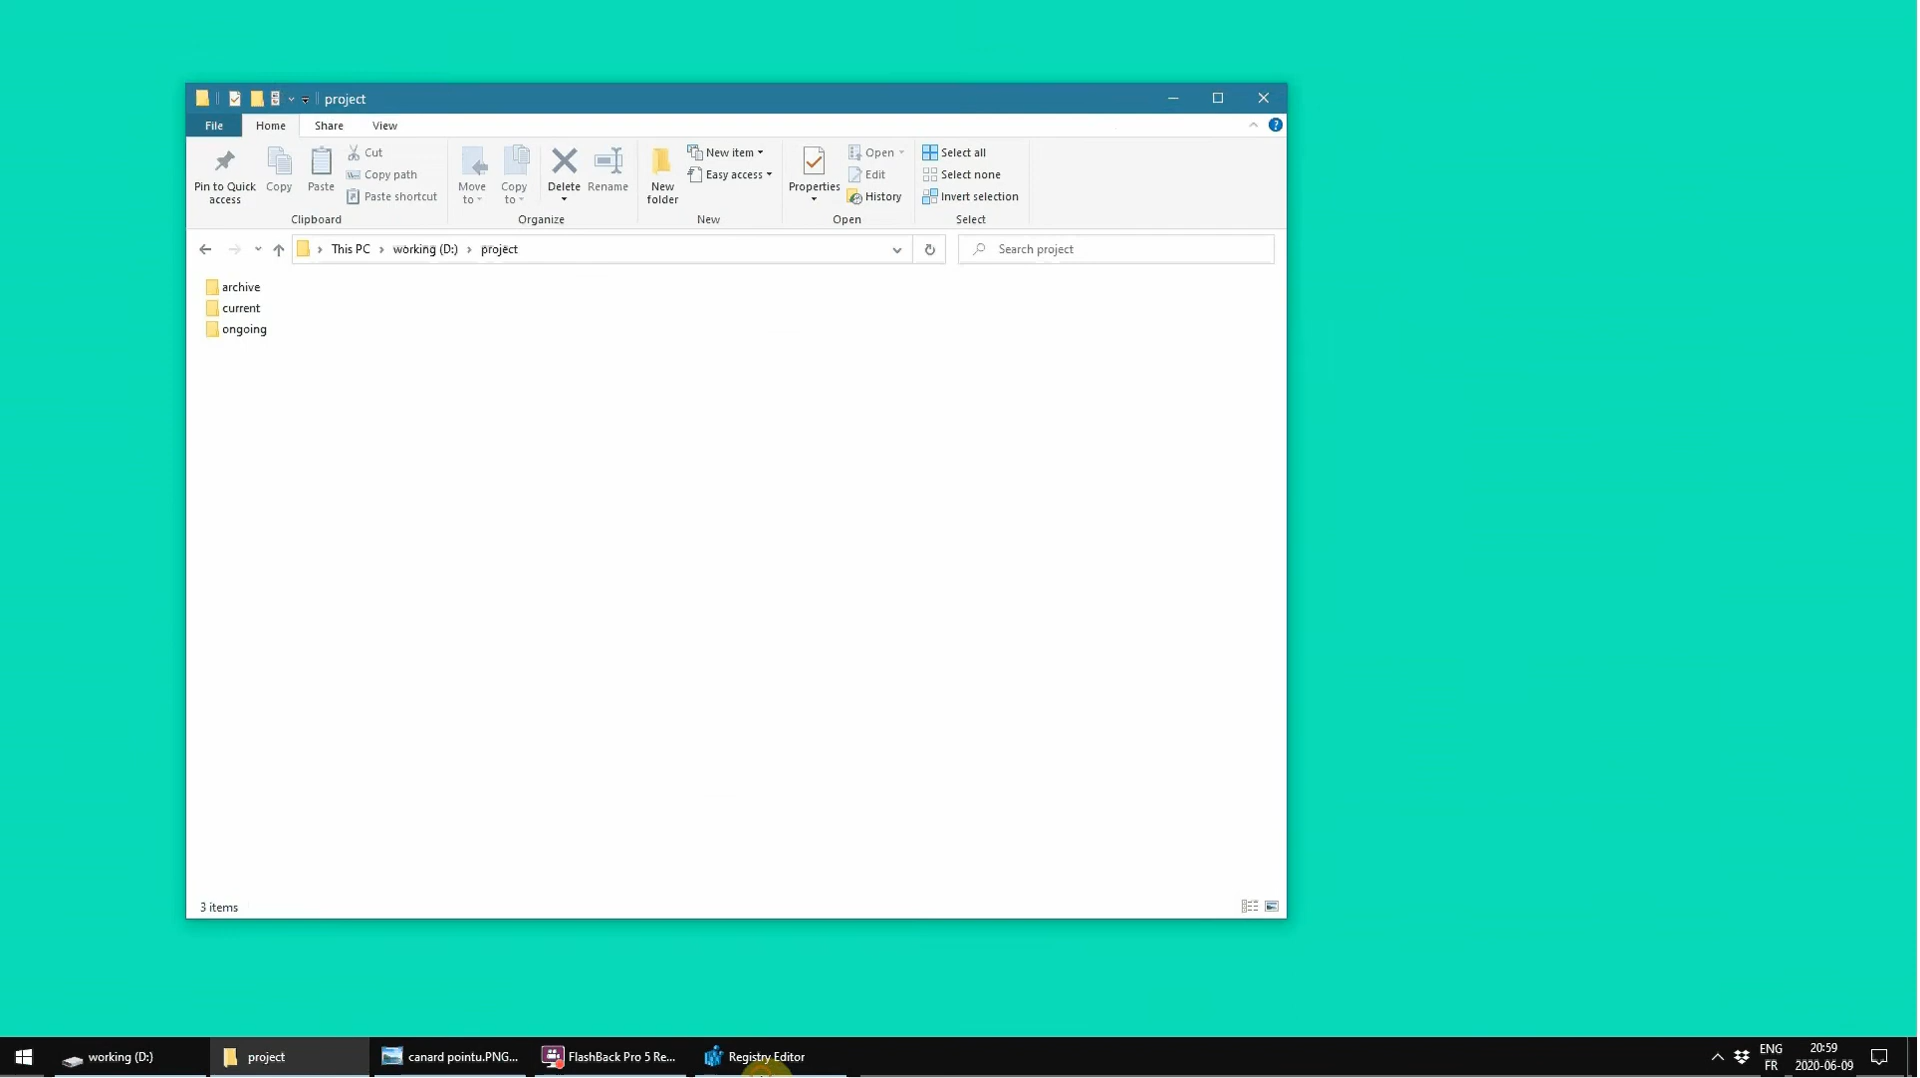 project
File Home Share View
Pin to Quick access
Copy
Paste
Cut
Copy path
Paste shortcut
Clipboard
Move to
Copy to
Delete
Rename
Organize
New folder
New item
Easy access
New
Properties
Open
Edit
History
Open
Select all
Select none
Invert selection
Select
This PC > working (D:) > project
Search project
archive
current
ongoing
3 items
working (D:)
project
canard pointu.PNG...
FlashBack Pro 5 Re...
Registry Editor
ENG
FR
20:59
2020-06-09